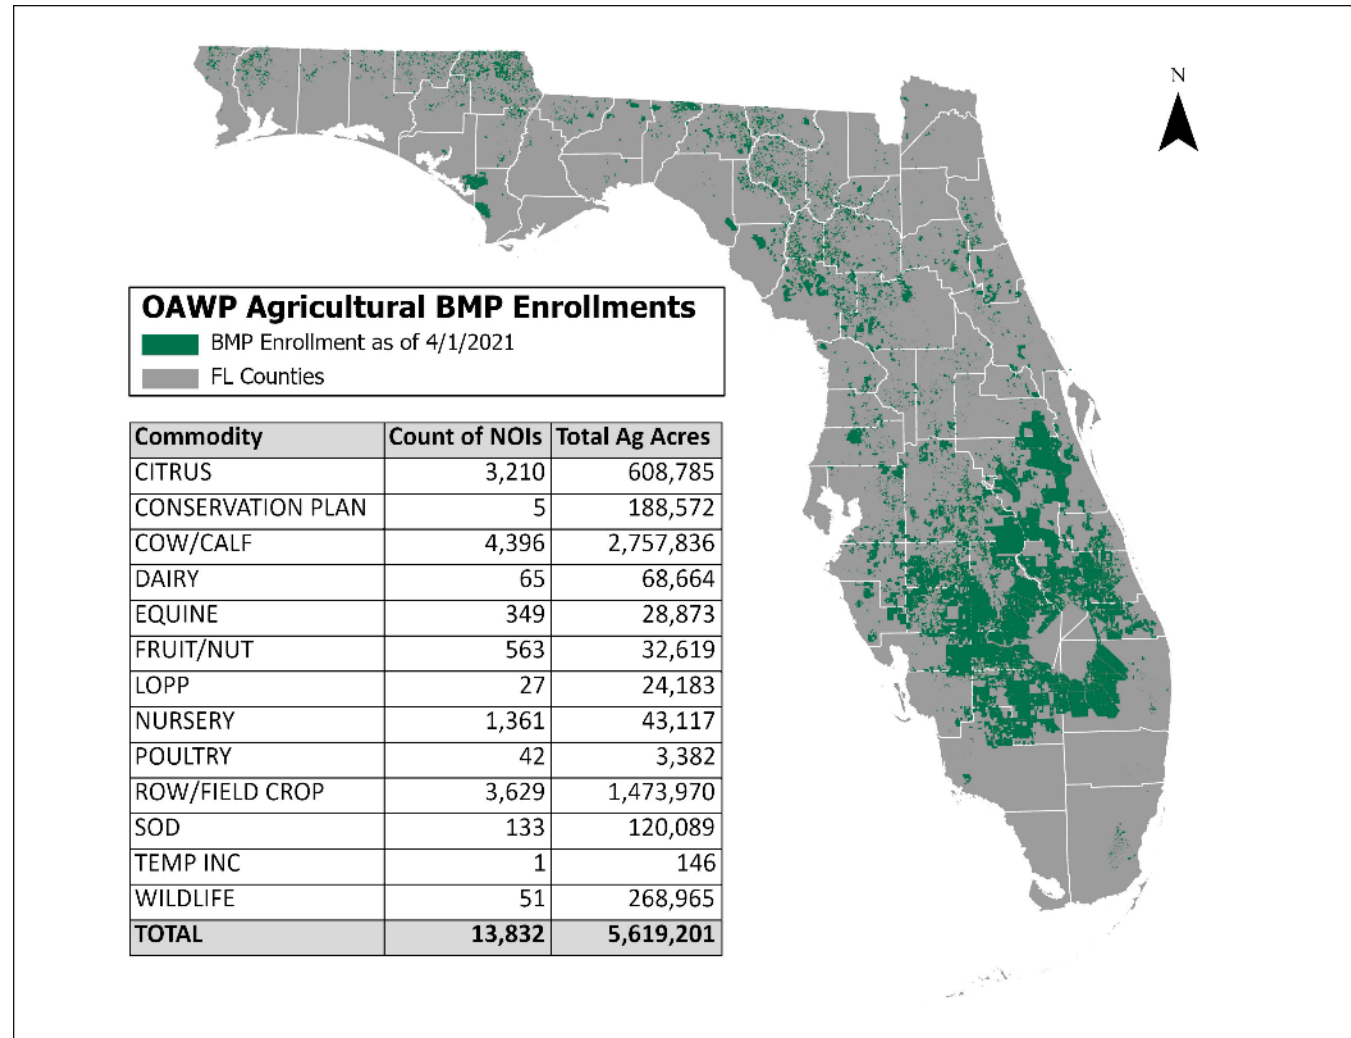 N
OAWP Agricultural BMP Enrollments
BMP Enrollment as of 4/1/2021
FL Counties
Commodity Count of NOIs Total Ag Acres
CITRUS 3,210 608,785
CONSERVATION PLAN 5 188,572
COW/CALF 4,396 2,757,836
DAIRY 65 68,664
EQUINE 349 28,873
FRUIT/NUT 563 32,619
LOPP 27 24,183
NURSERY 1,361 43,117
POULTRY 42 3,382
ROW/FIELD CROP 3,629 1,473,970
SOD 133 120,089
TEMP INC 1 146
WILDLIFE 51 268,965
TOTAL 13,832 5,619,201